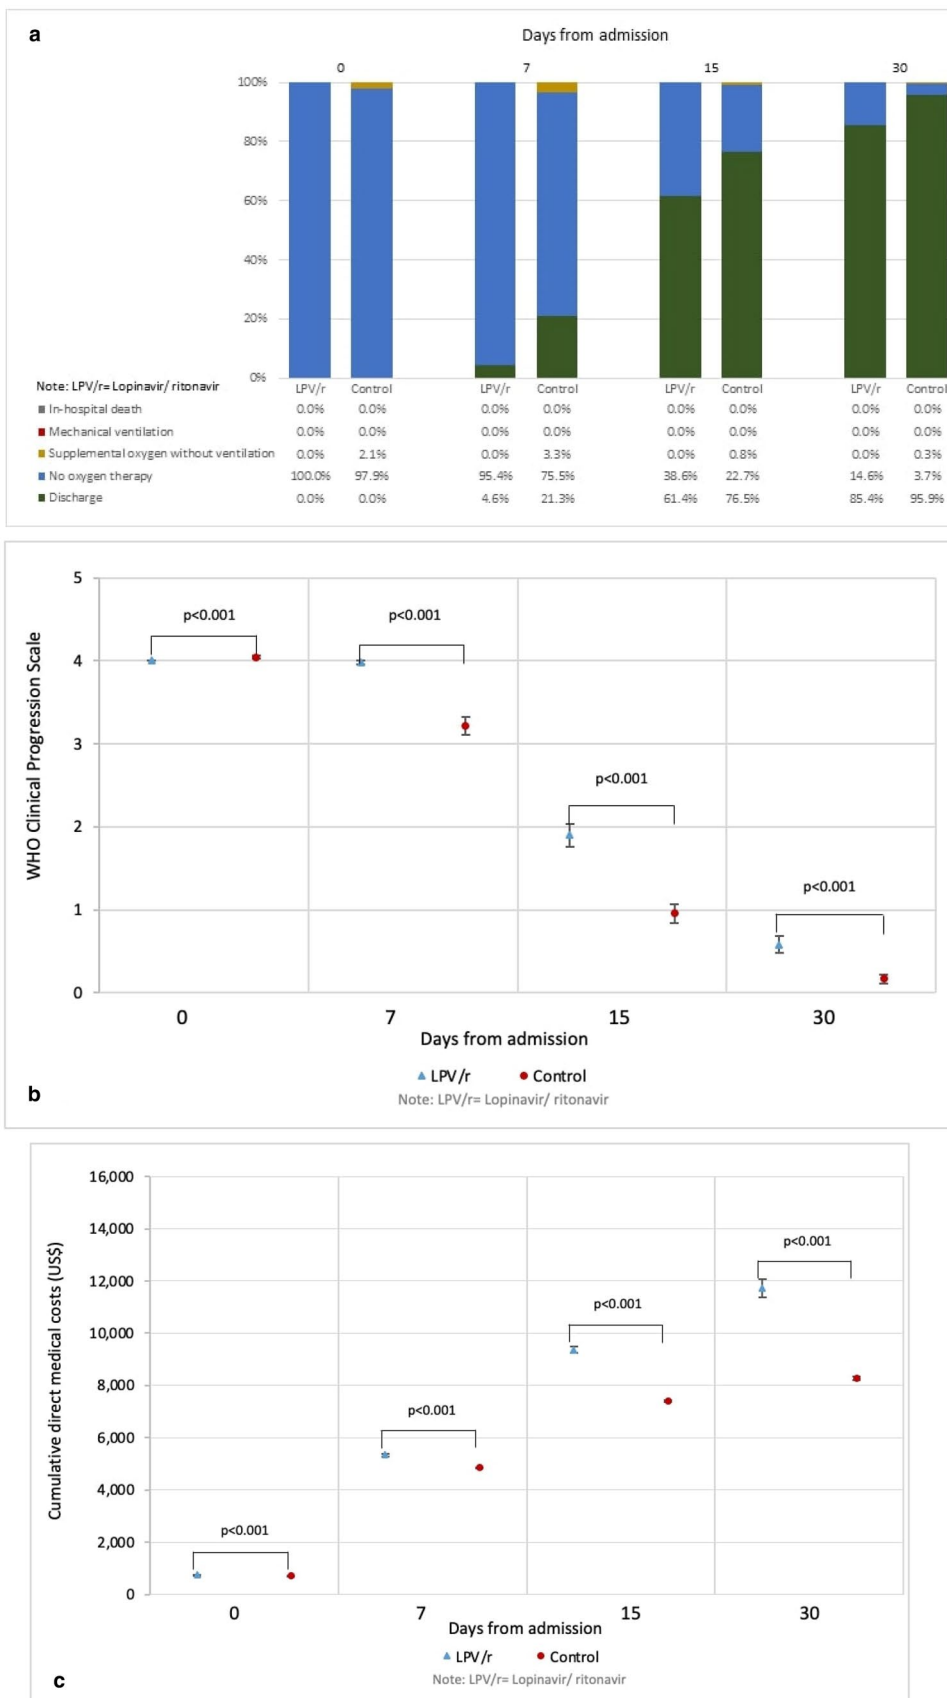 a
Days from admission
0 7 15 30
100%
80%
60%
40%
20%
0%
LPV/r Control LPV/r Control LPV/r Control LPV/r Control
Note: LPV/r= Lopinavir/ ritonavir
In-hospital death 0.0% 0.0% 0.0% 0.0% 0.0% 0.0% 0.0% 0.0%
Mechanical ventilation 0.0% 0.0% 0.0% 0.0% 0.0% 0.0% 0.0% 0.0%
Supplemental oxygen without ventilation 0.0% 2.1% 0.0% 3.3% 0.0% 0.8% 0.0% 0.3%
No oxygen therapy 100.0% 97.9% 95.4% 75.5% 38.6% 22.7% 14.6% 3.7%
Discharge 0.0% 0.0% 4.6% 21.3% 61.4% 76.5% 85.4% 95.9%
WHO Clinical Progression Scale
5
4
3
2
1
0
p<0.001
p<0.001
p<0.001
p<0.001
0 7 15 30
Days from admission
LPV/r Control
Note: LPV/r= Lopinavir/ ritonavir
b
Cumulative direct medical costs (US$)
16,000
14,000
12,000
10,000
8,000
6,000
4,000
2,000
0
p<0.001
p<0.001
p<0.001
p<0.001
0 7 15 30
Days from admission
LPV/r Control
Note: LPV/r= Lopinavir/ ritonavir
c